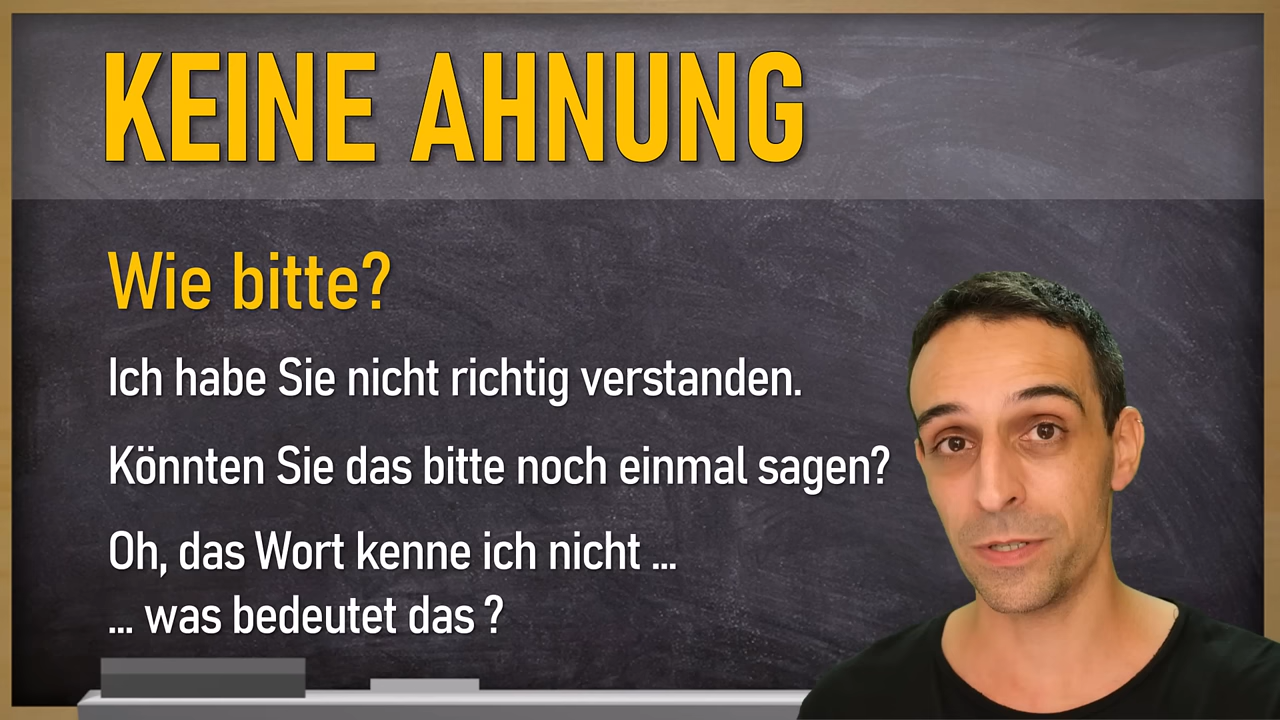 KEINE AHNUNG
Wie bitte?
Ich habe Sie nicht richtig verstanden.
Könnten Sie das bitte noch einmal sagen?
Oh, das Wort kenne ich nicht ...
... was bedeutet das ?